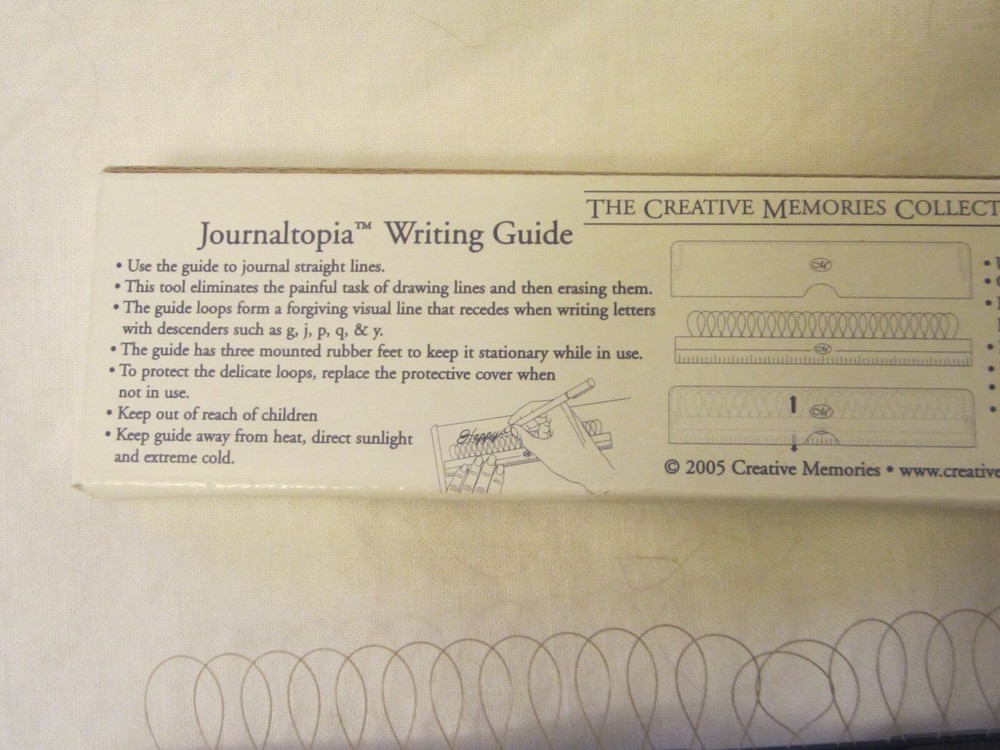 THE CREATIVE MEMORIES COLLECT
Journaltopia™ Writing Guide
• Use the guide to journal straight lines.
• This tool eliminates the painful task of drawing lines and then erasing them.
• The guide loops form a forgiving visual line that recedes when writing letters
with descenders such as g, j, p, q, & y.
• The guide has three mounted rubber feet to keep it stationary while in use.
• To protect the delicate loops, replace the protective cover when
not in use.
• Keep out of reach of children
• Keep guide away from heat, direct sunlight
and extreme cold.
Happy
© 2005 Creative Memories • www.creative